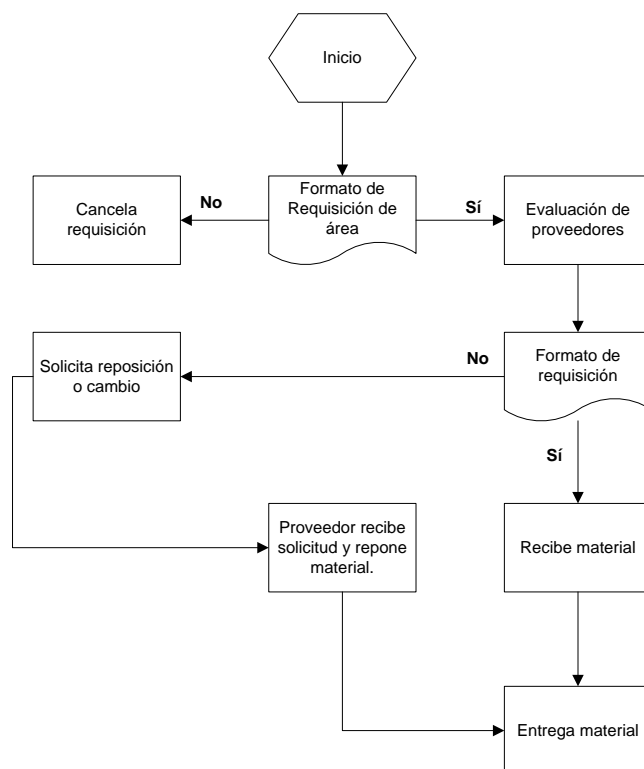 Inicio
Formato de
Requisición de
área
No
Sí
Cancela
requisición
Evaluación de
proveedores
Solicita reposición
o cambio
No
Formato de
requisición
Sí
Proveedor recibe
solicitud y repone
material.
Recibe material
Entrega material